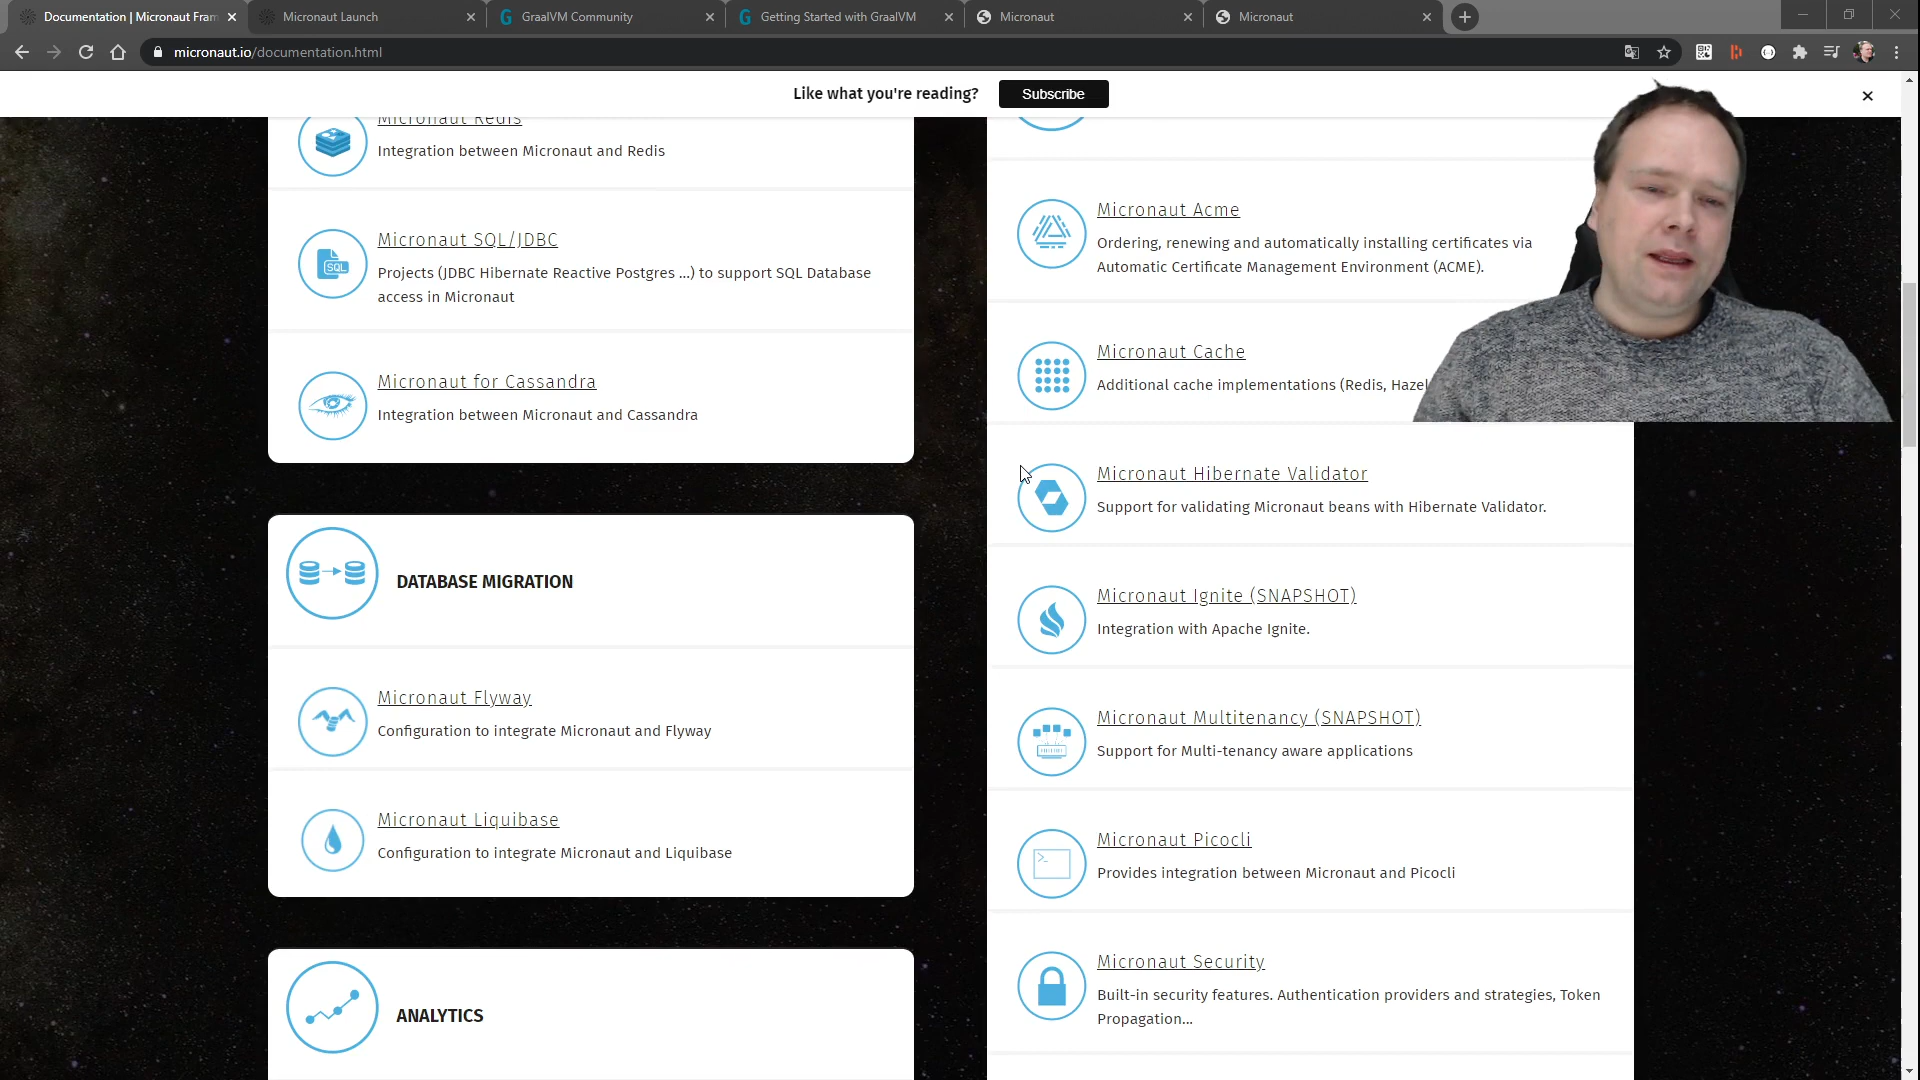 Documentation | Micronaut Fram
Micronaut Launch
GraalVM Community
Getting Started with GraalVM
Micronaut
Micronaut
micronaut.io/documentation.html
Like what you're reading?
Subscribe
Micronaut Redis
Integration between Micronaut and Redis
Micronaut SQL/JDBC
SQL
Projects (JDBC Hibernate Reactive Postgres ...) to support SQL Database
access in Micronaut
Micronaut for Cassandra
Integration between Micronaut and Cassandra
DATABASE MIGRATION
Micronaut Flyway
Configuration to integrate Micronaut and Flyway
Micronaut Liquibase
Configuration to integrate Micronaut and Liquibase
ANALYTICS
Micronaut Acme
Ordering, renewing and automatically installing certificates via
Automatic Certificate Management Environment (ACME).
Micronaut Cache
Additional cache implementations (Redis, Hazel
Micronaut Hibernate Validator
Support for validating Micronaut beans with Hibernate Validator.
Micronaut Ignite (SNAPSHOT)
Integration with Apache Ignite.
Micronaut Multitenancy (SNAPSHOT)
Support for Multi-tenancy aware applications
Micronaut Picocli
Provides integration between Micronaut and Picocli
Micronaut Security
Built-in security features. Authentication providers and strategies, Token
Propagation...